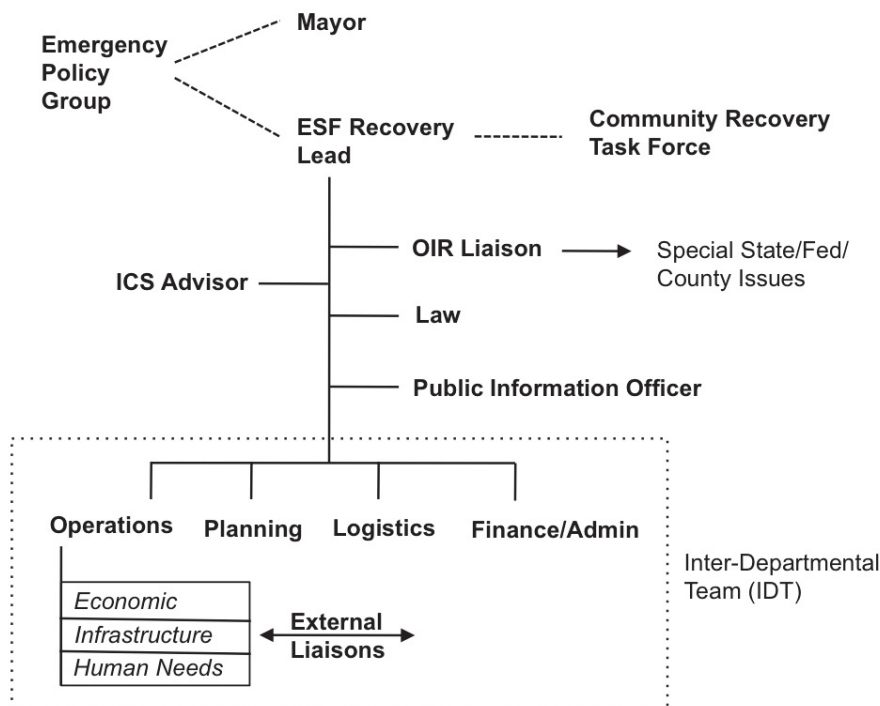 Mayor
Emergency
Policy
Group
ESF Recovery
Lead
Community Recovery
Task Force
OIR Liaison
Special State/Fed/
County Issues
ICS Advisor
Law
Public Information Officer
Operations
Planning
Logistics
Finance/Admin
Inter-Departmental
Team (IDT)
Economic
Infrastructure
Human Needs
External
Liaisons